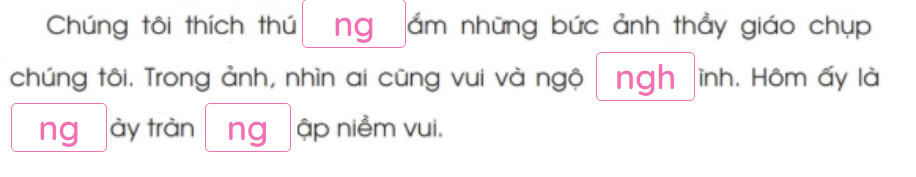 Chúng tôi thích thú ng ắm những bức ảnh thầy giáo chụp
chúng tôi. Trong ảnh, nhìn ai cũng vui và ngộ ngh ĩnh. Hôm ấy là
ng ày tràn ng ập niềm vui.